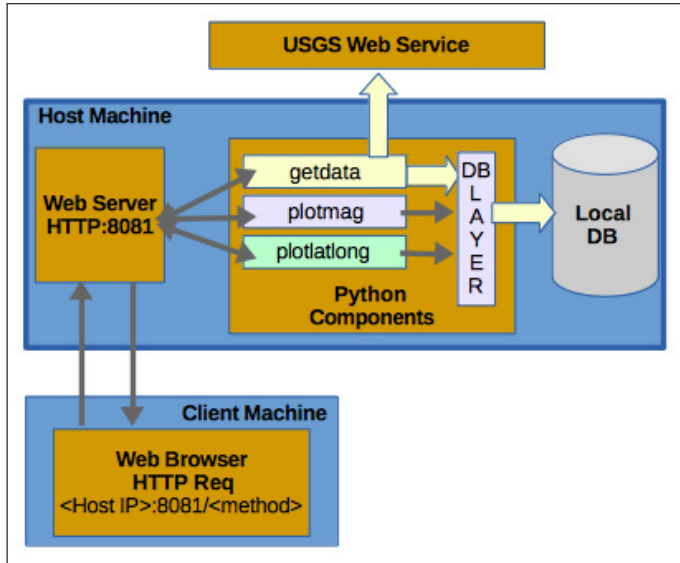 USGS Web Service
Host Machine
Web Server
HTTP:8081
getdata
plotmag
plotlatlong
DB
L
A
Y
E
R
Python
Components
Local
DB
Client Machine
Web Browser
HTTP Req
<Host IP>:8081/<method>